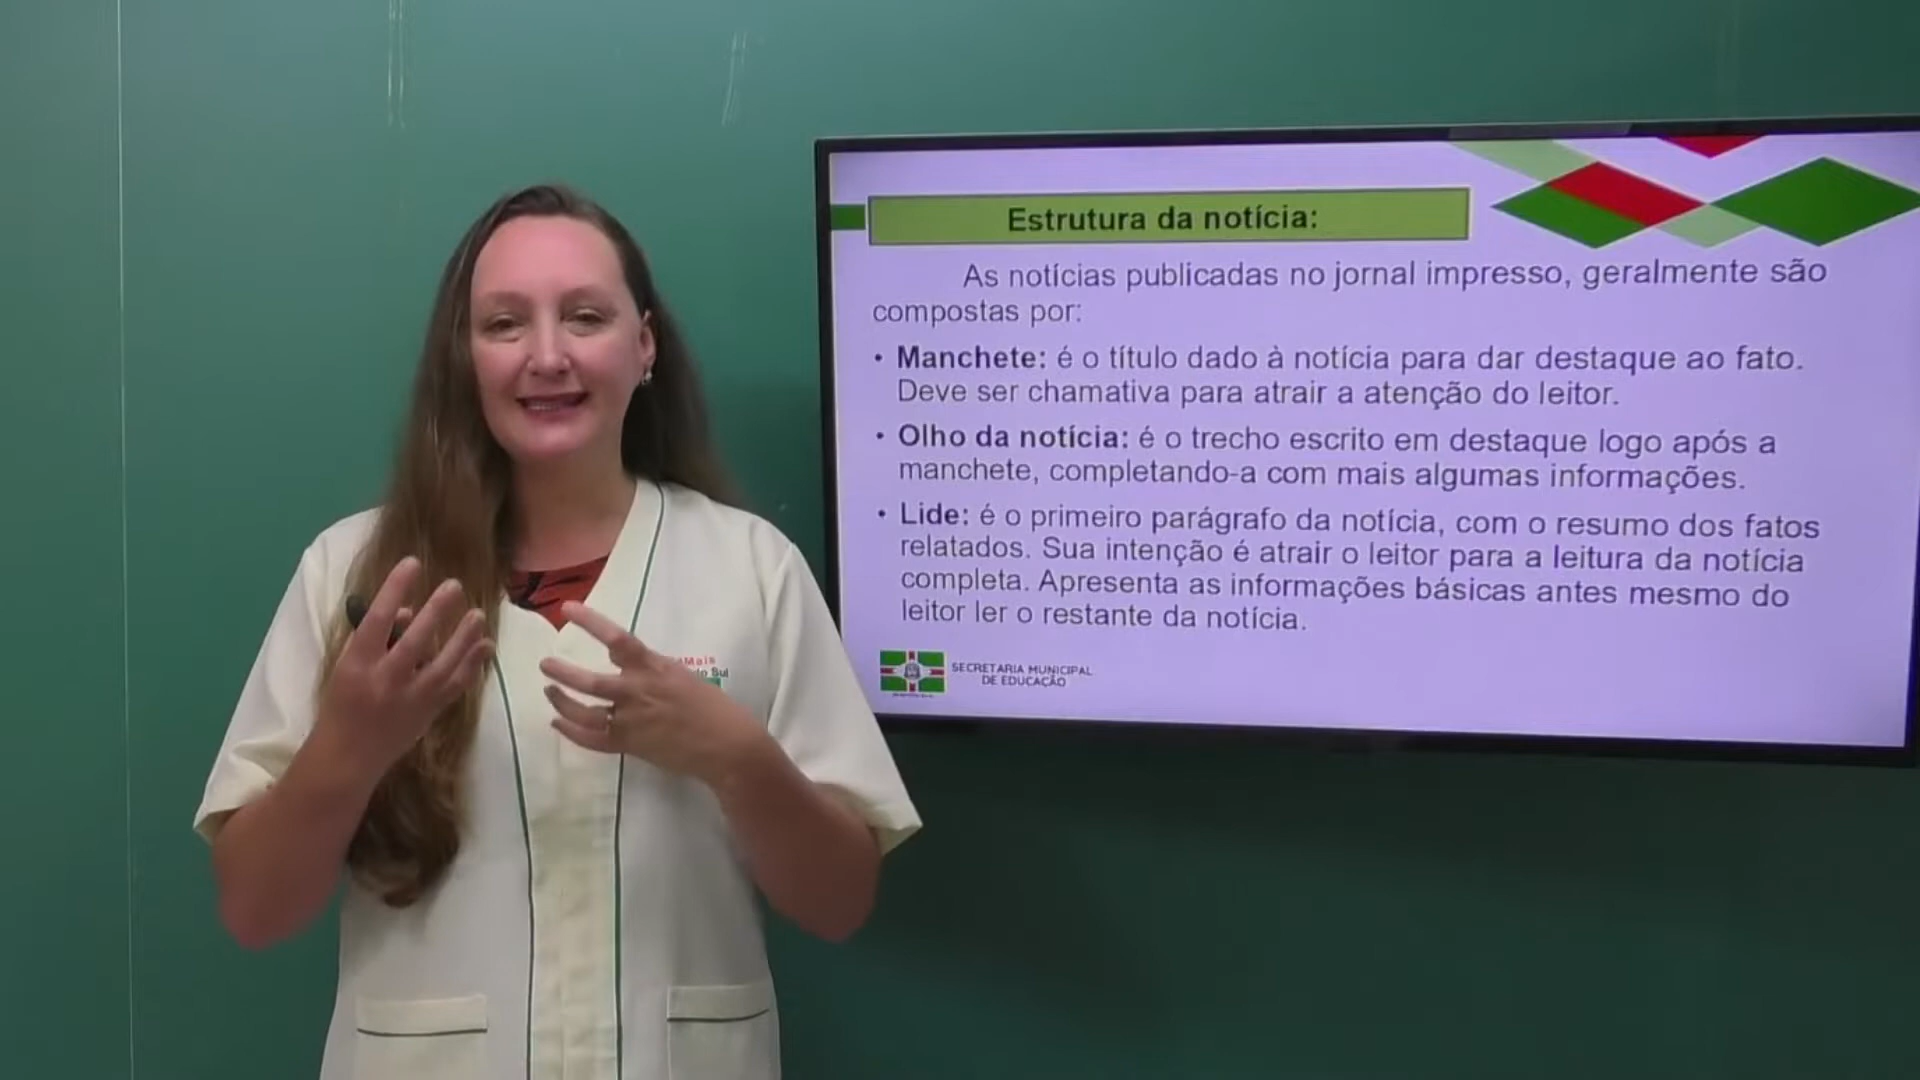 Estrutura da notícia:
As notícias publicadas no jornal impresso, geralmente são
compostas por:
• Manchete: é o título dado à notícia para dar destaque ao fato.
Deve ser chamativa para atrair a atenção do leitor.
• Olho da notícia: é o trecho escrito em destaque logo após a
manchete, completando-a com mais algumas informações.
• Lide: é o primeiro parágrafo da notícia, com o resumo dos fatos
relatados. Sua intenção é atrair o leitor para a leitura da notícia
completa. Apresenta as informações básicas antes mesmo do
leitor ler o restante da notícia.
SECRETARIA MUNICIPAL
DE EDUCAÇÃO
Mais
do Sul